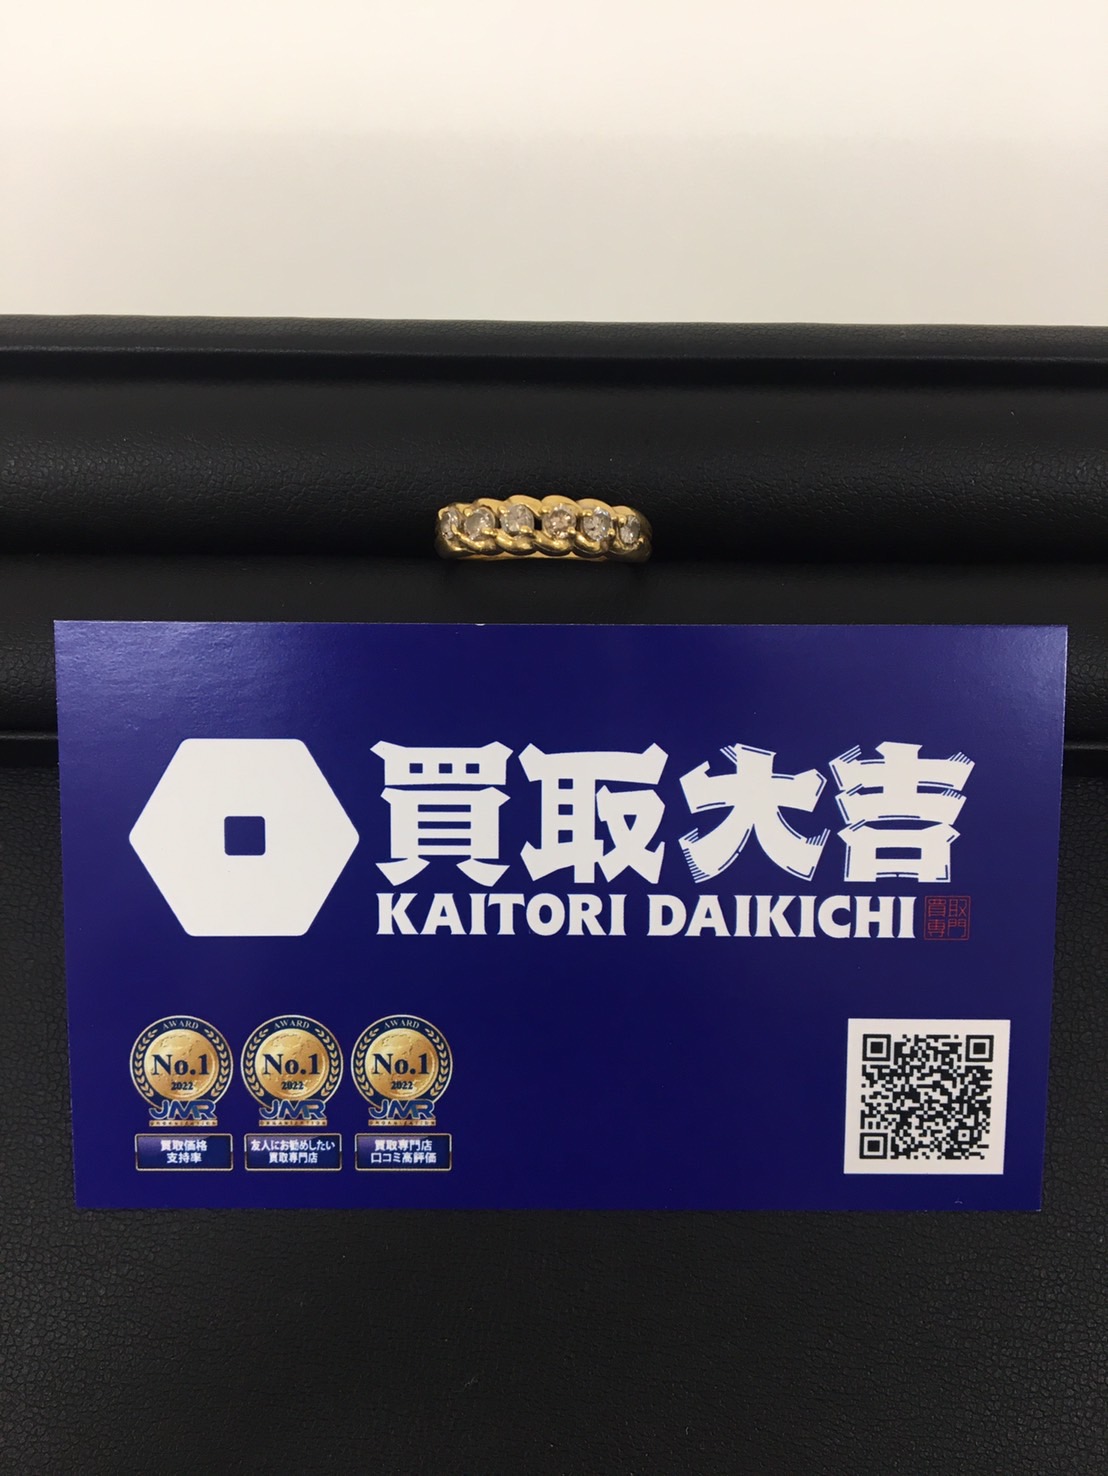 買取大吉
KAITORI DAIKICHI
買取
専門
AWARD
No.1
2022
JMR
ORGANIZATION
買取価格
支持率
AWARD
No.1
2022
JMR
ORGANIZATION
友人にお勧めしたい
買取専門店
AWARD
No.1
2022
JMR
ORGANIZATION
買取専門店
口コミ高評価